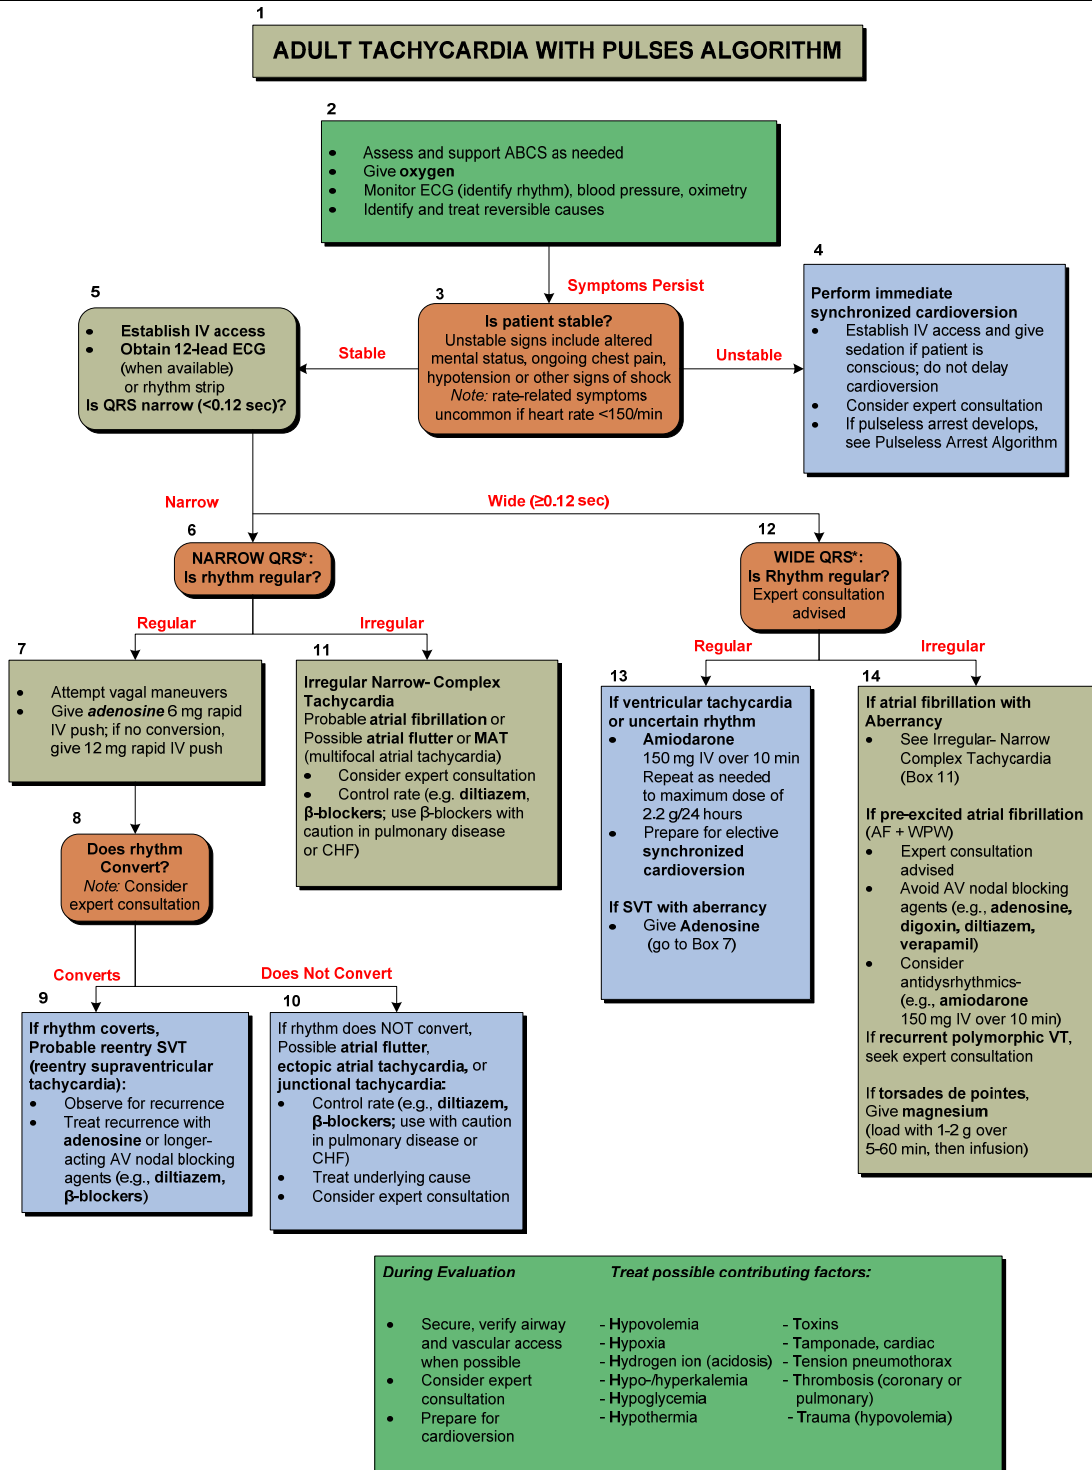 1
ADULT TACHYCARDIA WITH PULSES ALGORITHM
2
• Assess and support ABCS as needed
• Give oxygen
• Monitor ECG (identify rhythm), blood pressure, oximetry
• Identify and treat reversible causes
Symptoms Persist
3
Is patient stable?
Unstable signs include altered
mental status, ongoing chest pain,
hypotension or other signs of shock
Note: rate-related symptoms
uncommon if heart rate <150/min
Stable
Unstable
4
Perform immediate
synchronized cardioversion
• Establish IV access and give
sedation if patient is
conscious; do not delay
cardioversion
• Consider expert consultation
• If pulseless arrest develops,
see Pulseless Arrest Algorithm
5
• Establish IV access
• Obtain 12-lead ECG
(when available)
or rhythm strip
Is QRS narrow (<0.12 sec)?
Narrow
Wide (≥0.12 sec)
6
NARROW QRS*:
Is rhythm regular?
Regular
Irregular
7
• Attempt vagal maneuvers
• Give adenosine 6 mg rapid
IV push; if no conversion,
give 12 mg rapid IV push
8
Does rhythm
Convert?
Note: Consider
expert consultation
Converts
Does Not Convert
9
If rhythm coverts,
Probable reentry SVT
(reentry supraventricular
tachycardia):
• Observe for recurrence
• Treat recurrence with
adenosine or longer-
acting AV nodal blocking
agents (e.g., diltiazem,
β-blockers)
10
If rhythm does NOT convert,
Possible atrial flutter,
ectopic atrial tachycardia, or
junctional tachycardia:
• Control rate (e.g., diltiazem,
β-blockers; use with caution
in pulmonary disease or
CHF)
• Treat underlying cause
• Consider expert consultation
11
Irregular Narrow- Complex
Tachycardia
Probable atrial fibrillation or
Possible atrial flutter or MAT
(multifocal atrial tachycardia)
• Consider expert consultation
• Control rate (e.g. diltiazem,
β-blockers; use β-blockers with
caution in pulmonary disease
or CHF)
12
WIDE QRS*:
Is Rhythm regular?
Expert consultation
advised
Regular
Irregular
13
If ventricular tachycardia
or uncertain rhythm
• Amiodarone
150 mg IV over 10 min
Repeat as needed
to maximum dose of
2.2 g/24 hours
• Prepare for elective
synchronized
cardioversion
If SVT with aberrancy
• Give Adenosine
(go to Box 7)
14
If atrial fibrillation with
Aberrancy
• See Irregular- Narrow
Complex Tachycardia
(Box 11)
If pre-excited atrial fibrillation
(AF + WPW)
• Expert consultation
advised
• Avoid AV nodal blocking
agents (e.g., adenosine,
digoxin, diltiazem,
verapamil)
• Consider
antidysrhythmics-
(e.g., amiodarone
150 mg IV over 10 min)
If recurrent polymorphic VT,
seek expert consultation
If torsades de pointes,
Give magnesium
(load with 1-2 g over
5-60 min, then infusion)
During Evaluation
• Secure, verify airway
and vascular access
when possible
• Consider expert
consultation
• Prepare for
cardioversion
Treat possible contributing factors:
- Hypovolemia
- Hypoxia
- Hydrogen ion (acidosis)
- Hypo-/hyperkalemia
- Hypoglycemia
- Hypothermia
- Toxins
- Tamponade, cardiac
- Tension pneumothorax
- Thrombosis (coronary or
pulmonary)
- Trauma (hypovolemia)